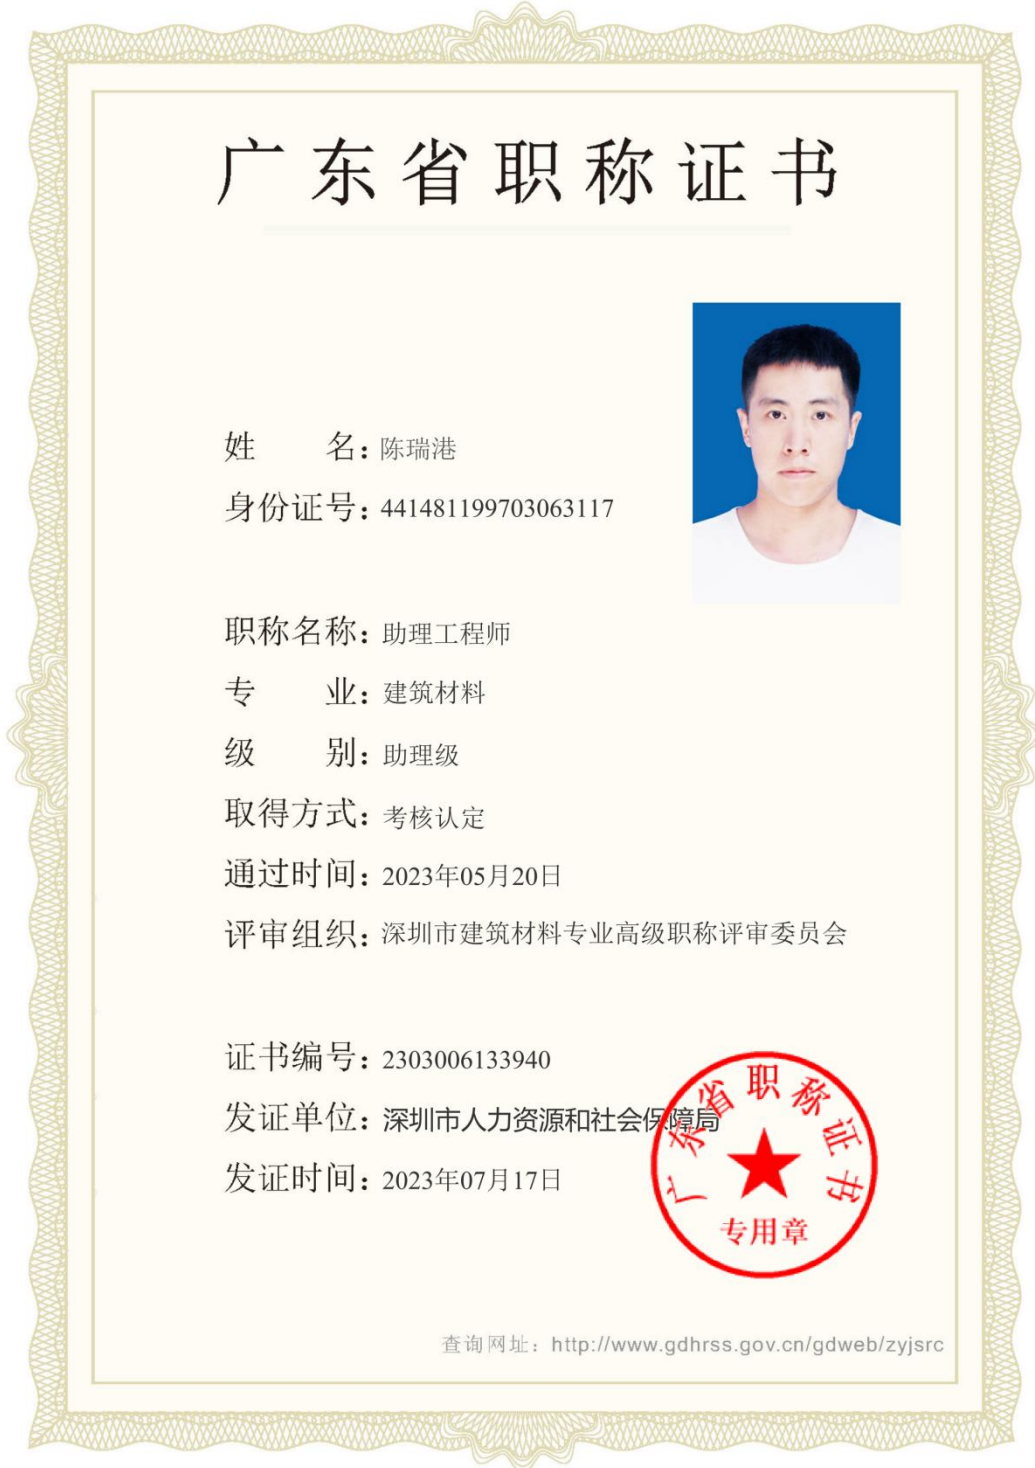 广东省职称证书
姓 名：陈瑞港
身份证号：441481199703063117
职称名称：助理工程师
专 业：建筑材料
级 别：助理级
取得方式：考核认定
通过时间：2023年05月20日
评审组织：深圳市建筑材料专业高级职称评审委员会
证书编号：2303006133940
发证单位：深圳市人力资源和社会保障局
发证时间：2023年07月17日
广东省职称证书
专用章
查询网址：http://www.gdhrss.gov.cn/gdweb/zyjsrc